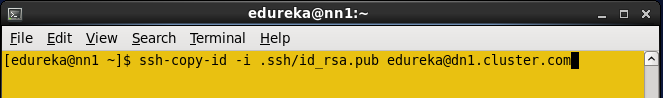 edureka@nn1:~
File Edit View Search Terminal Help
[edureka@nn1 ~]$ ssh-copy-id -i .ssh/id_rsa.pub edureka@dn1.cluster.com